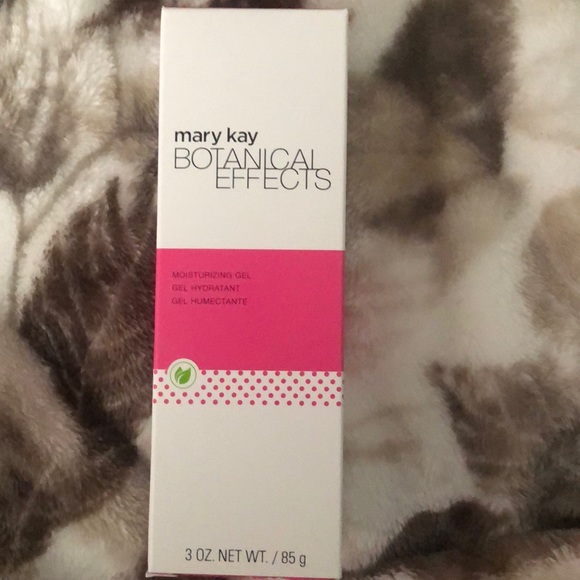 mary kay
BOTANICAL
EFFECTS
MOISTURIZING GEL
GEL HYDRATANT
GEL HUMECTANTE
3 OZ. NET WT. / 85 g